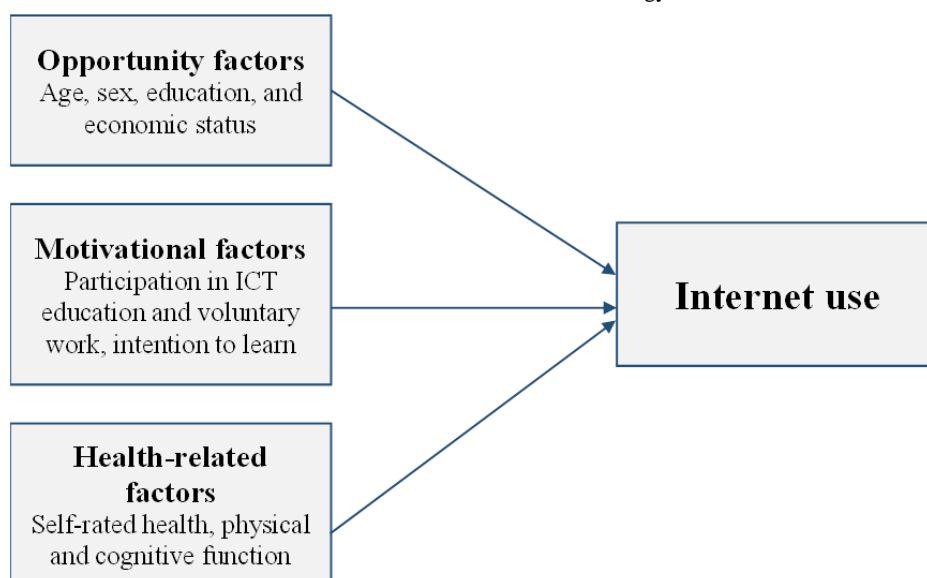 Opportunity factors
Age, sex, education, and
economic status
Motivational factors
Participation in ICT
education and voluntary
work, intention to learn
Health-related
factors
Self-rated health, physical
and cognitive function
Internet use